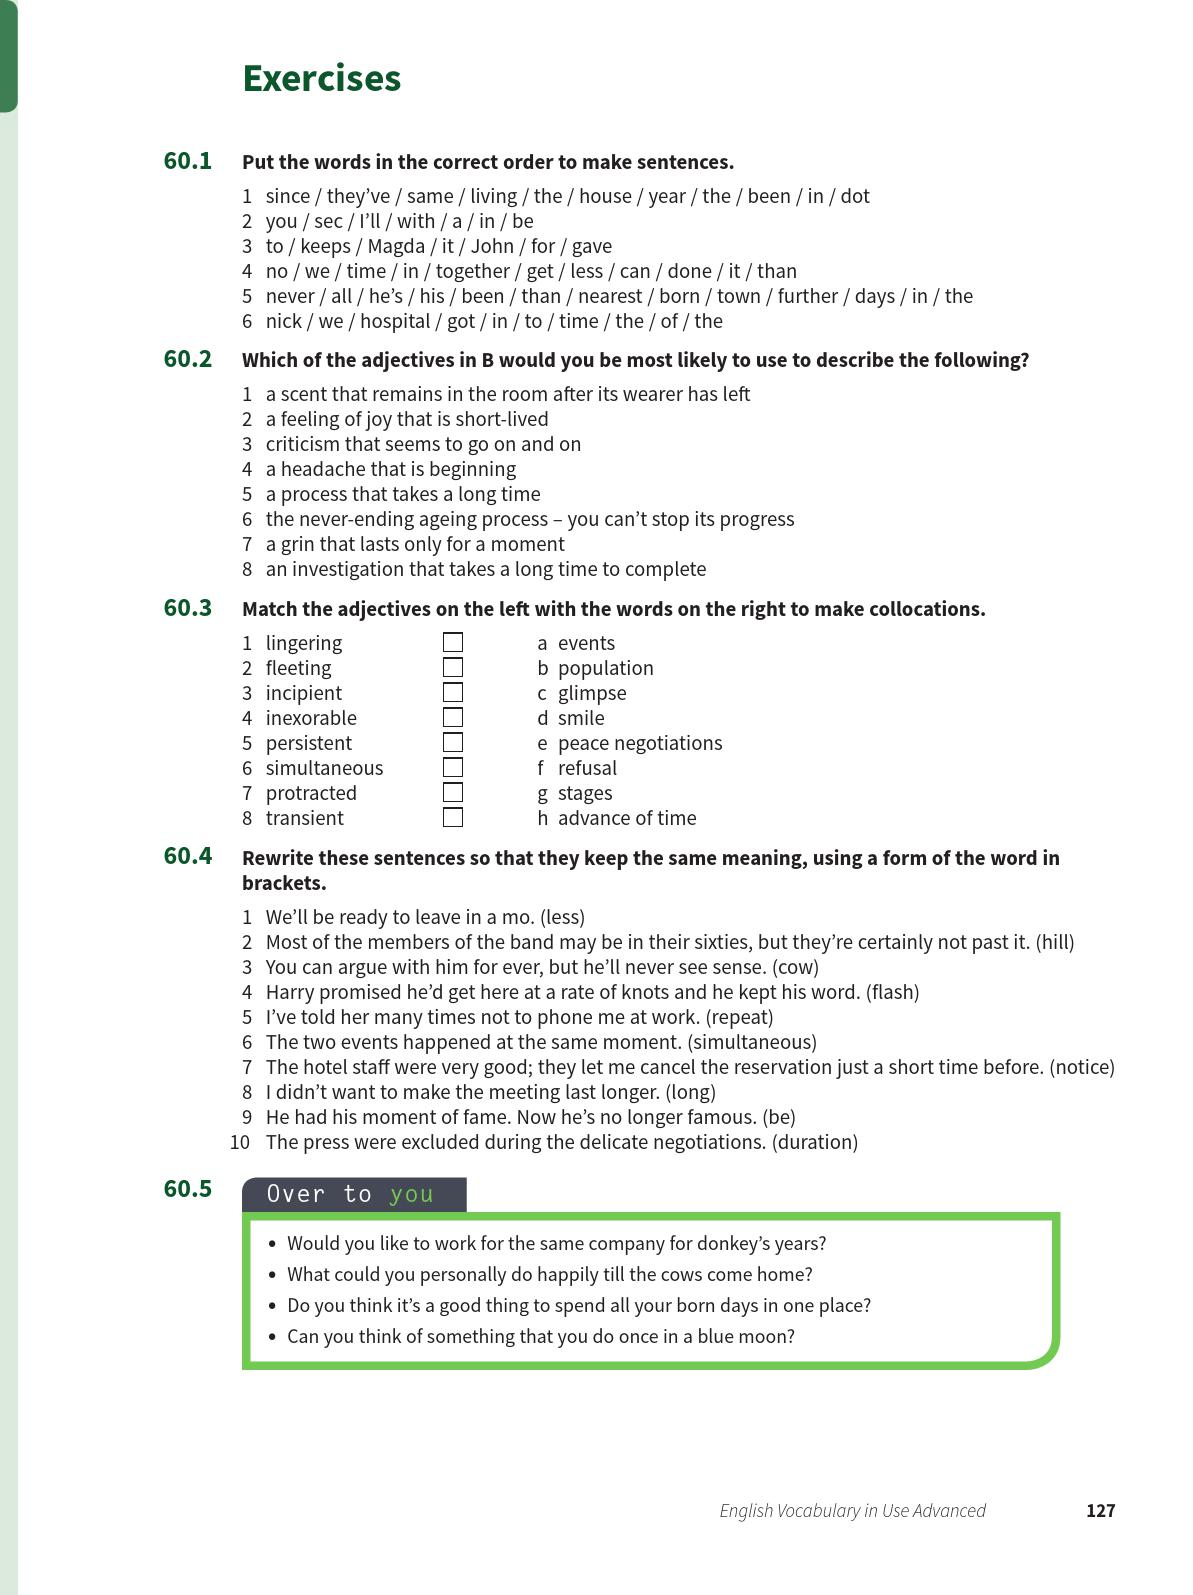 Exercises
60.1 Put the words in the correct order to make sentences.
1 since / they’ve / same / living / the / house / year / the / been / in / dot
2 you / sec / I’ll / with / a / in / be
3 to / keeps / Magda / it / John / for / gave
4 no / we / time / in / together / get / less / can / done / it / than
5 never / all / he’s / his / been / than / nearest / born / town / further / days / in / the
6 nick / we / hospital / got / in / to / time / the / of / the
60.2 Which of the adjectives in B would you be most likely to use to describe the following?
1 a scent that remains in the room after its wearer has left
2 a feeling of joy that is short-lived
3 criticism that seems to go on and on
4 a headache that is beginning
5 a process that takes a long time
6 the never-ending ageing process – you can’t stop its progress
7 a grin that lasts only for a moment
8 an investigation that takes a long time to complete
60.3 Match the adjectives on the left with the words on the right to make collocations.
1 lingering a events
2 fleeting b population
3 incipient c glimpse
4 inexorable d smile
5 persistent e peace negotiations
6 simultaneous f refusal
7 protracted g stages
8 transient h advance of time
60.4 Rewrite these sentences so that they keep the same meaning, using a form of the word in
brackets.
1 We’ll be ready to leave in a mo. (less)
2 Most of the members of the band may be in their sixties, but they’re certainly not past it. (hill)
3 You can argue with him for ever, but he’ll never see sense. (cow)
4 Harry promised he’d get here at a rate of knots and he kept his word. (flash)
5 I’ve told her many times not to phone me at work. (repeat)
6 The two events happened at the same moment. (simultaneous)
7 The hotel staff were very good; they let me cancel the reservation just a short time before. (notice)
8 I didn’t want to make the meeting last longer. (long)
9 He had his moment of fame. Now he’s no longer famous. (be)
10 The press were excluded during the delicate negotiations. (duration)
60.5 Over to you
• Would you like to work for the same company for donkey’s years?
• What could you personally do happily till the cows come home?
• Do you think it’s a good thing to spend all your born days in one place?
• Can you think of something that you do once in a blue moon?
English Vocabulary in Use Advanced 127